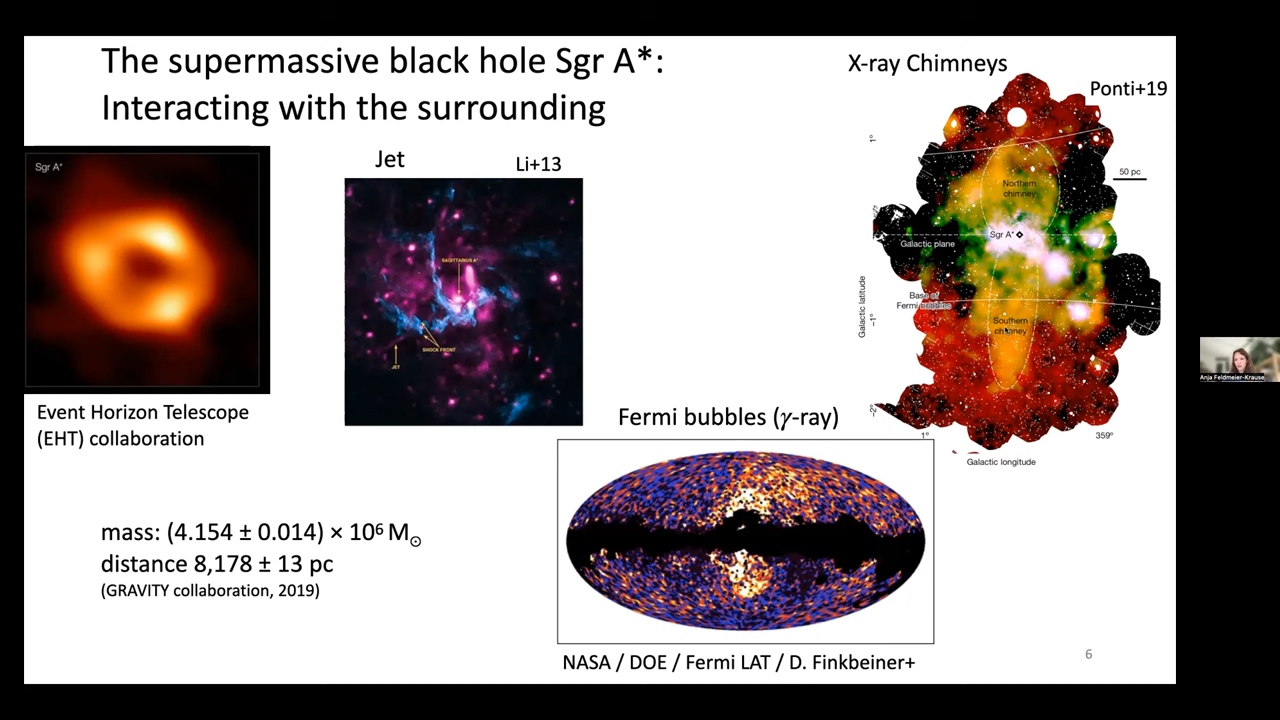 The supermassive black hole Sgr A*:
Interacting with the surrounding
X-ray Chimneys
Ponti+19
Sgr A*
Event Horizon Telescope
(EHT) collaboration
Jet
Li+13
SAGITTARIUS A*
SHOCK FRONT
JET
1°
50 pc
Northern
chimney
Sgr A*
Galactic plane
Base of
Fermi bubbles
Southern
chimney
Galactic latitude
−1°
−2°
1°
359°
Galactic longitude
Fermi bubbles (γ-ray)
mass: (4.154 ± 0.014) × 10⁶ M⊙
distance 8,178 ± 13 pc
(GRAVITY collaboration, 2019)
NASA / DOE / Fermi LAT / D. Finkbeiner+
6
Anja Feldmeier-Krause